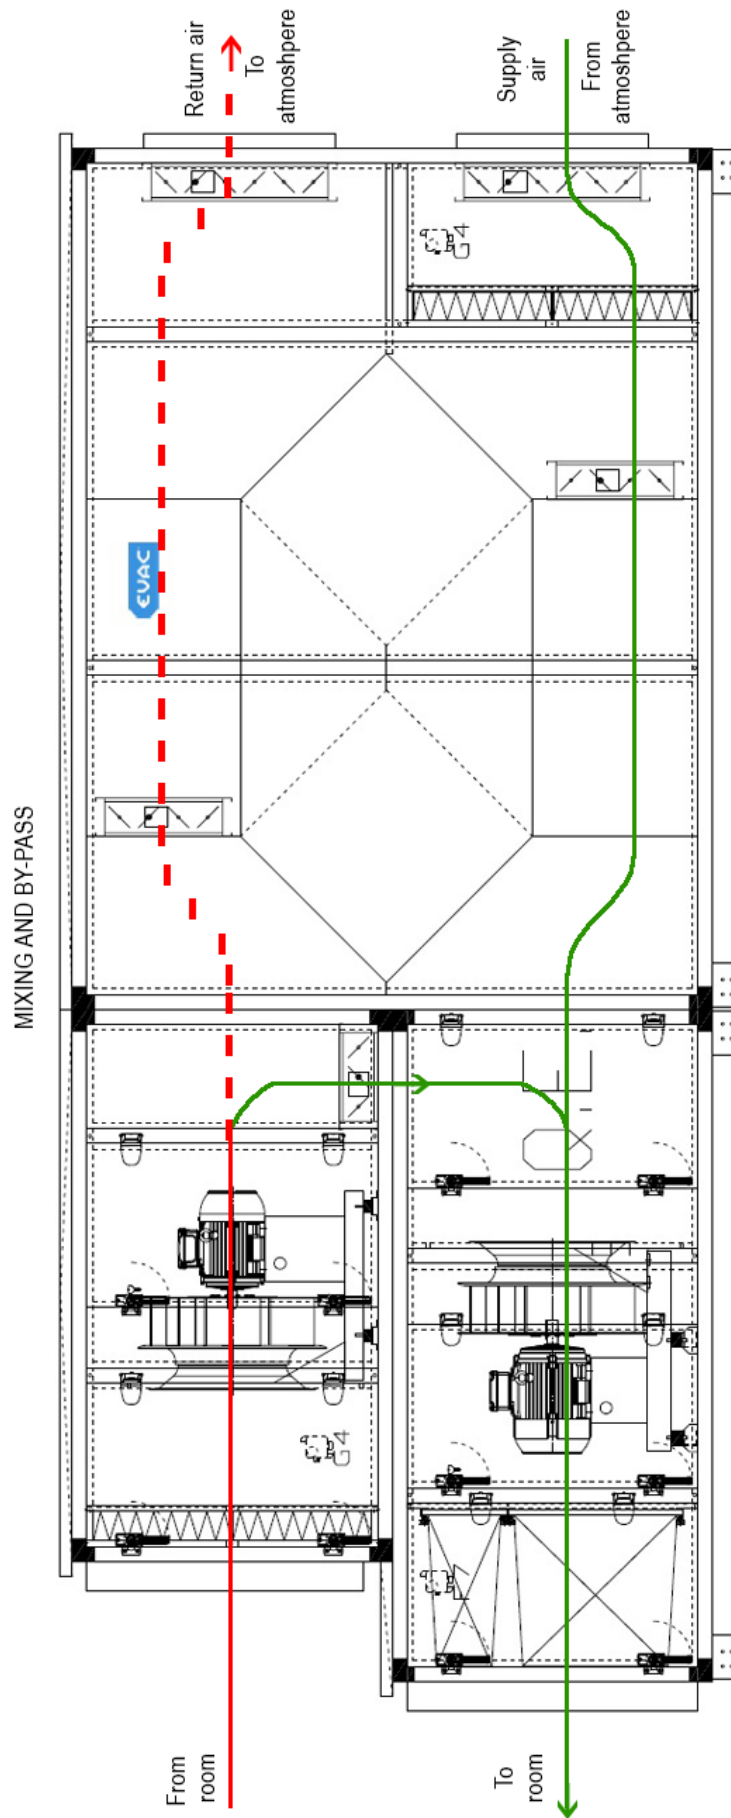 MIXING AND BY-PASS
Return air
To
atmoshpere
Supply
air
From
atmoshpere
G4
EVAC
G4
F7
From
room
To
room